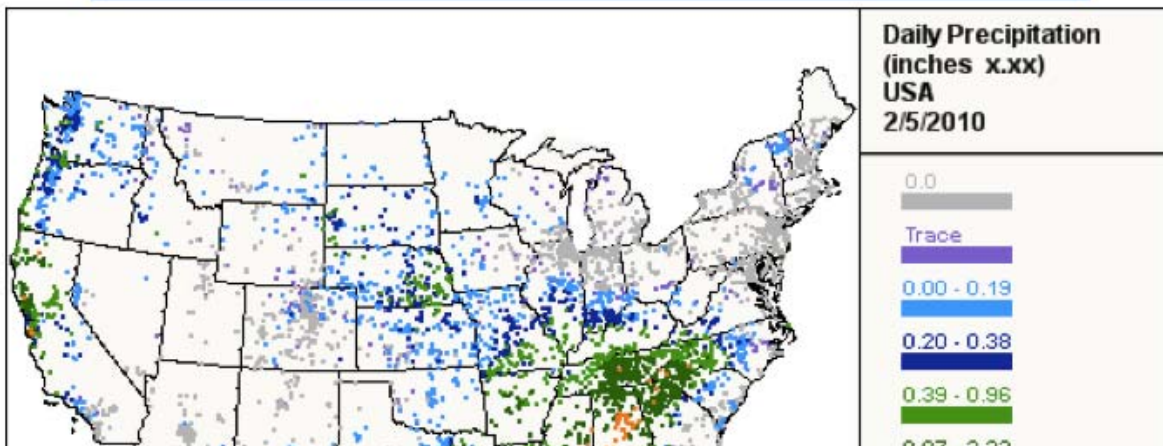 Daily Precipitation
(inches x.xx)
USA
2/5/2010
0.0
Trace
0.00 - 0.19
0.20 - 0.38
0.39 - 0.96